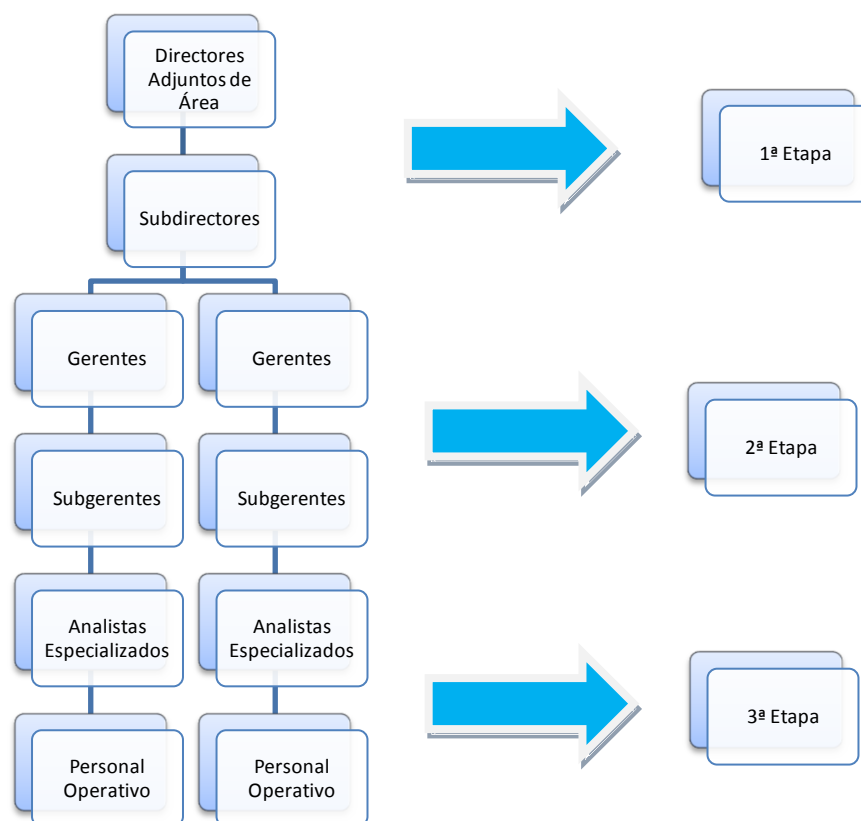 Directores
Adjuntos de
Área
1ª Etapa
Subdirectores
Gerentes
Gerentes
2ª Etapa
Subgerentes
Subgerentes
Analistas
Especializados
Analistas
Especializados
3ª Etapa
Personal
Operativo
Personal
Operativo